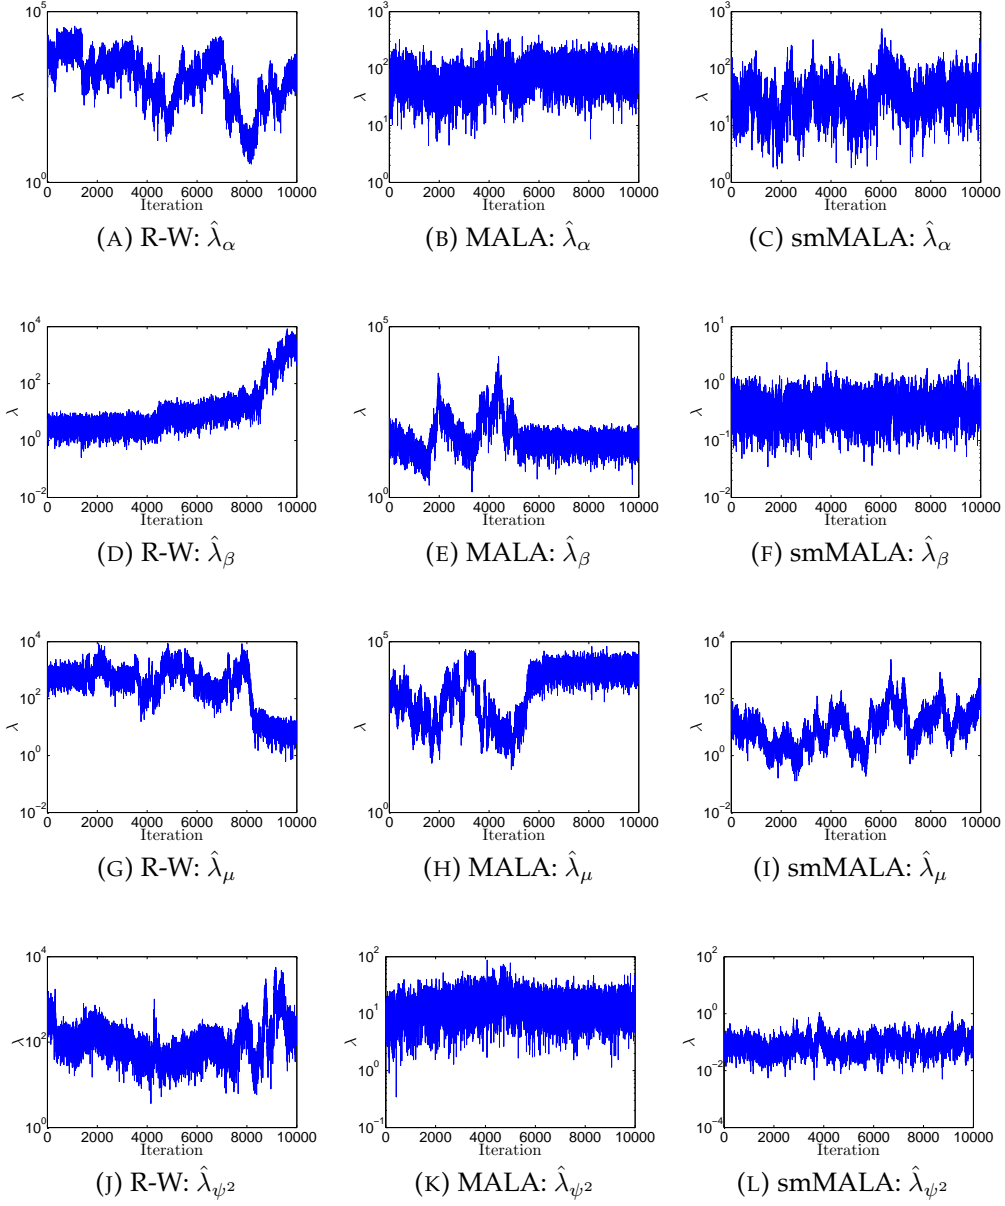 10^5
λ
10^0
0 2000 4000 6000 8000 10000
Iteration
(A) R-W: λ̂_α
10^3
10^2
λ
10^1
10^0
0 2000 4000 6000 8000 10000
Iteration
(B) MALA: λ̂_α
10^3
10^2
λ
10^1
10^0
0 2000 4000 6000 8000 10000
Iteration
(C) smMALA: λ̂_α
10^4
10^2
λ
10^0
10^−2
0 2000 4000 6000 8000 10000
Iteration
(D) R-W: λ̂_β
10^5
λ
10^0
0 2000 4000 6000 8000 10000
Iteration
(E) MALA: λ̂_β
10^1
10^0
λ
10^−1
10^−2
0 2000 4000 6000 8000 10000
Iteration
(F) smMALA: λ̂_β
10^4
10^2
λ
10^0
10^−2
0 2000 4000 6000 8000 10000
Iteration
(G) R-W: λ̂_μ
10^5
λ
10^0
0 2000 4000 6000 8000 10000
Iteration
(H) MALA: λ̂_μ
10^4
10^2
λ
10^0
10^−2
0 2000 4000 6000 8000 10000
Iteration
(I) smMALA: λ̂_μ
10^4
10^2
λ
10^0
0 2000 4000 6000 8000 10000
Iteration
(J) R-W: λ̂_ψ²
10^2
10^1
λ
10^0
10^−1
0 2000 4000 6000 8000 10000
Iteration
(K) MALA: λ̂_ψ²
10^2
10^0
λ
10^−2
10^−4
0 2000 4000 6000 8000 10000
Iteration
(L) smMALA: λ̂_ψ²